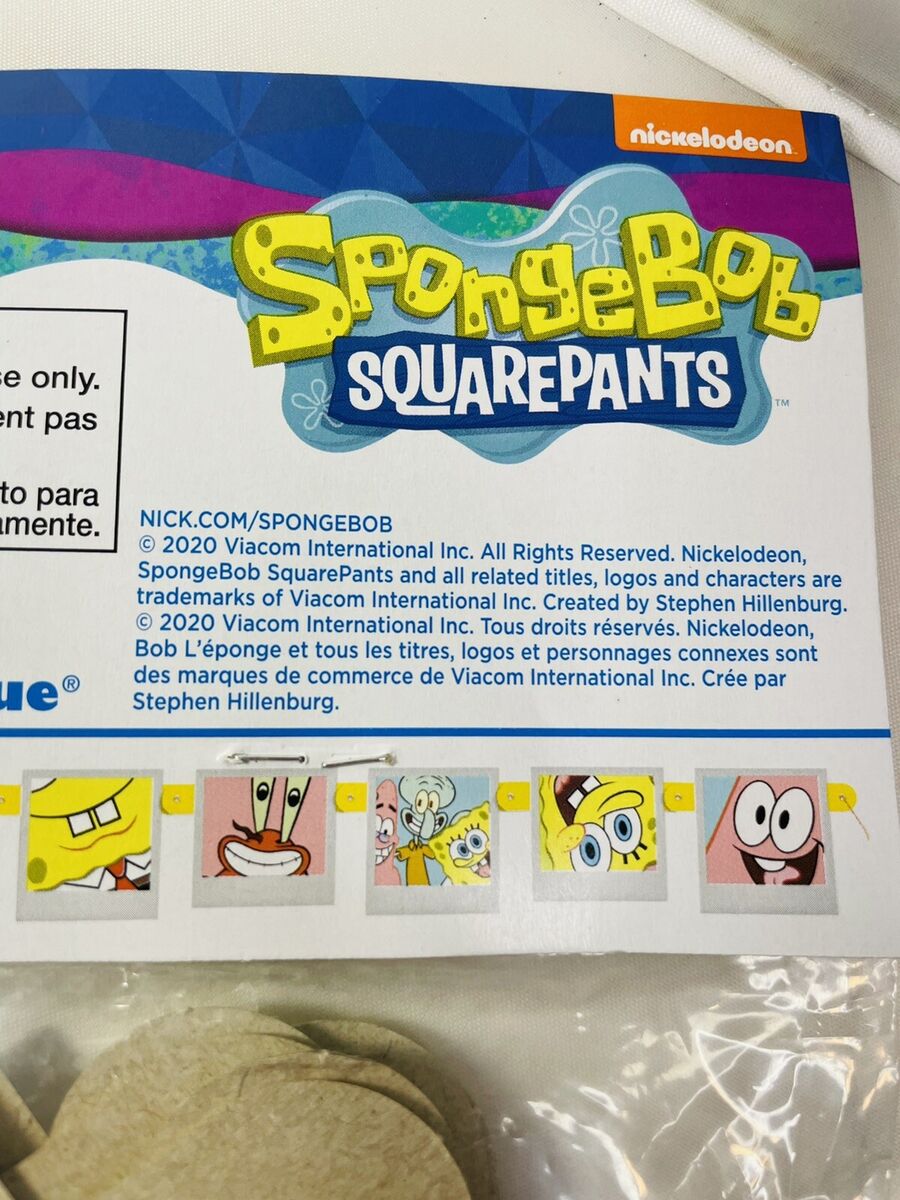 nickelodeon
SpongeBob
SQUAREPANTS
TM
only.
pas
para
NICK.COM/SPONGEBOB
© 2020 Viacom International Inc. All Rights Reserved. Nickelodeon,
SpongeBob SquarePants and all related titles, logos and characters are
trademarks of Viacom International Inc. Created by Stephen Hillenburg.
© 2020 Viacom International Inc. Tous droits réservés. Nickelodeon,
Bob L'éponge et tous les titres, logos et personnages connexes sont
des marques de commerce de Viacom International Inc. Crée par
Stephen Hillenburg.